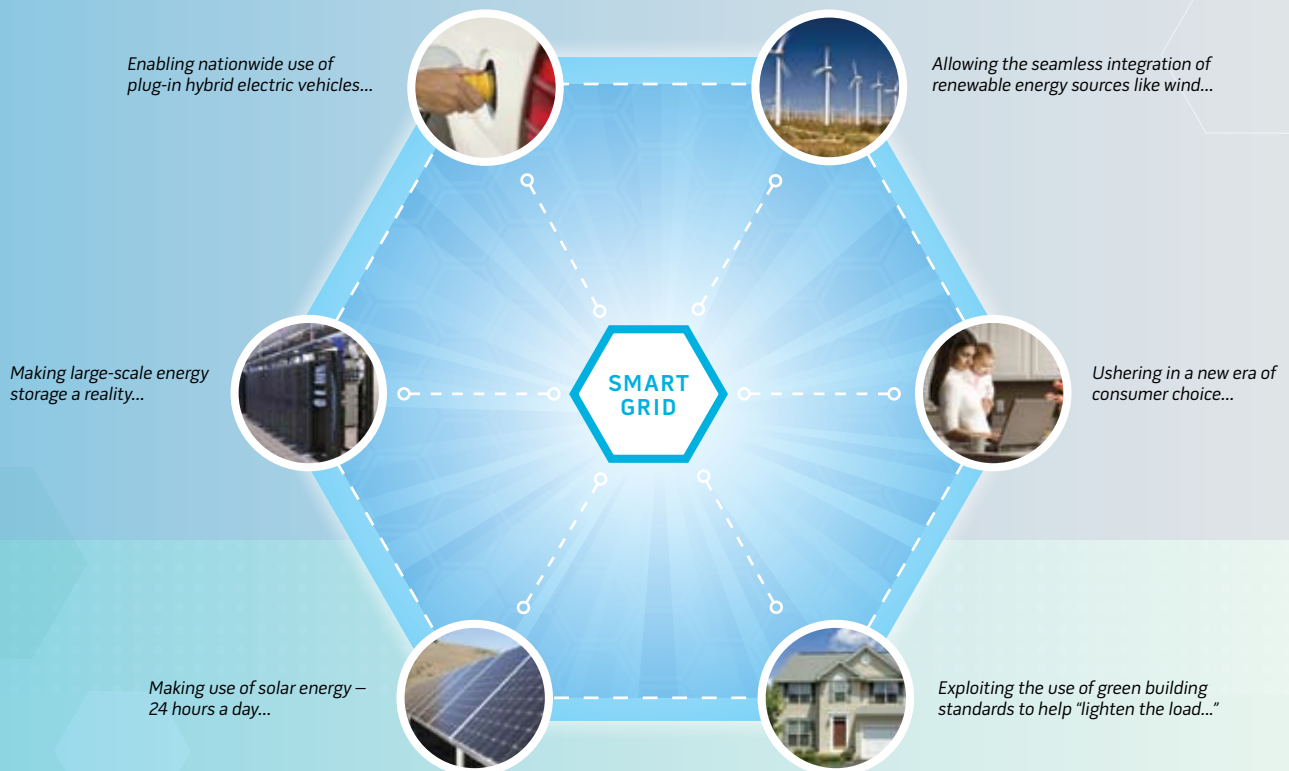 Enabling nationwide use of
plug-in hybrid electric vehicles...
Allowing the seamless integration of
renewable energy sources like wind...
Making large-scale energy
storage a reality...
SMART
GRID
Ushering in a new era of
consumer choice...
Making use of solar energy –
24 hours a day...
Exploiting the use of green building
standards to help “lighten the load...”